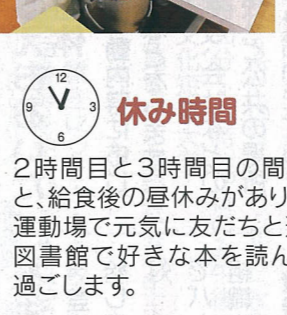 12
9
3
6
休み時間
2時間目と3時間目の間
と、給食後の昼休みがあり
運動場で元気に友だちと
図書館で好きな本を読ん
過ごします。